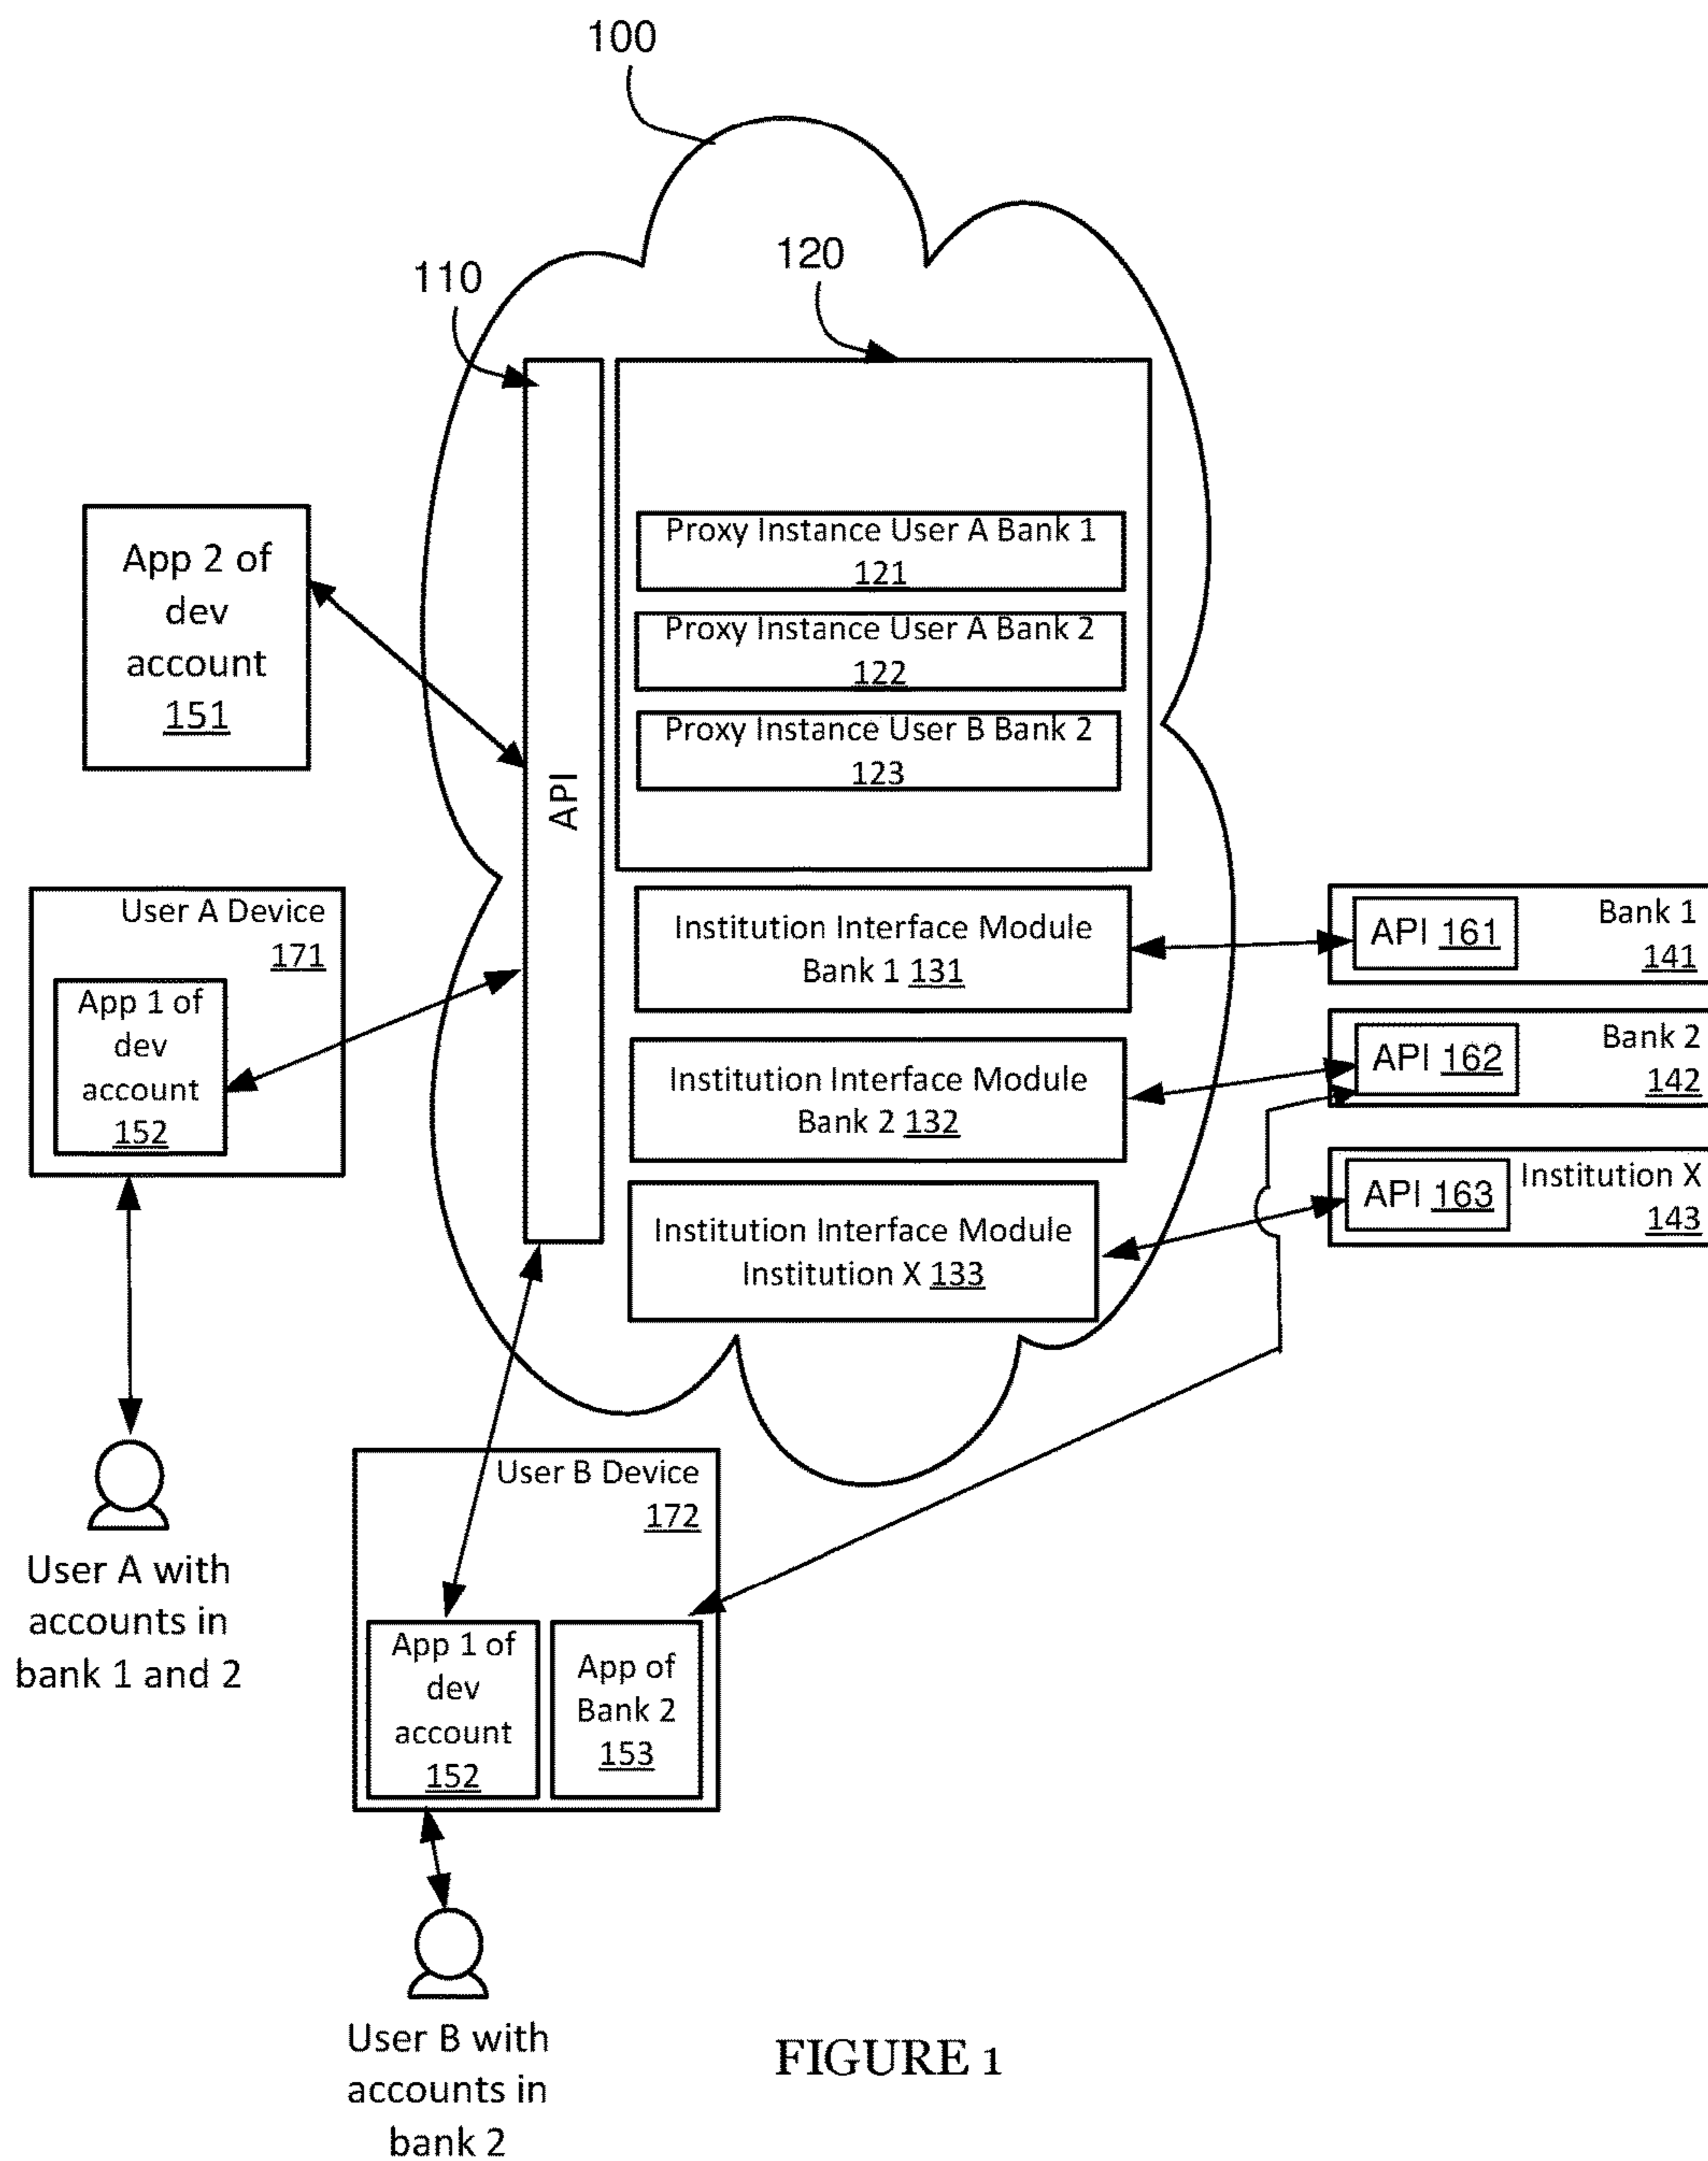 100
110
120
Proxy Instance User A Bank 1
121
Proxy Instance User A Bank 2
122
Proxy Instance User B Bank 2
123
App 2 of
dev
account
151
API
User A Device
171
App 1 of
dev
account
152
Institution Interface Module
Bank 1 131
API 161
Bank 1
141
Institution Interface Module
Bank 2 132
API 162
Bank 2
142
Institution Interface Module
Institution X 133
API 163
Institution X
143
User A with
accounts in
bank 1 and 2
User B Device
172
App 1 of
dev
account
152
App of
Bank 2
153
User B with
accounts in
bank 2
FIGURE 1